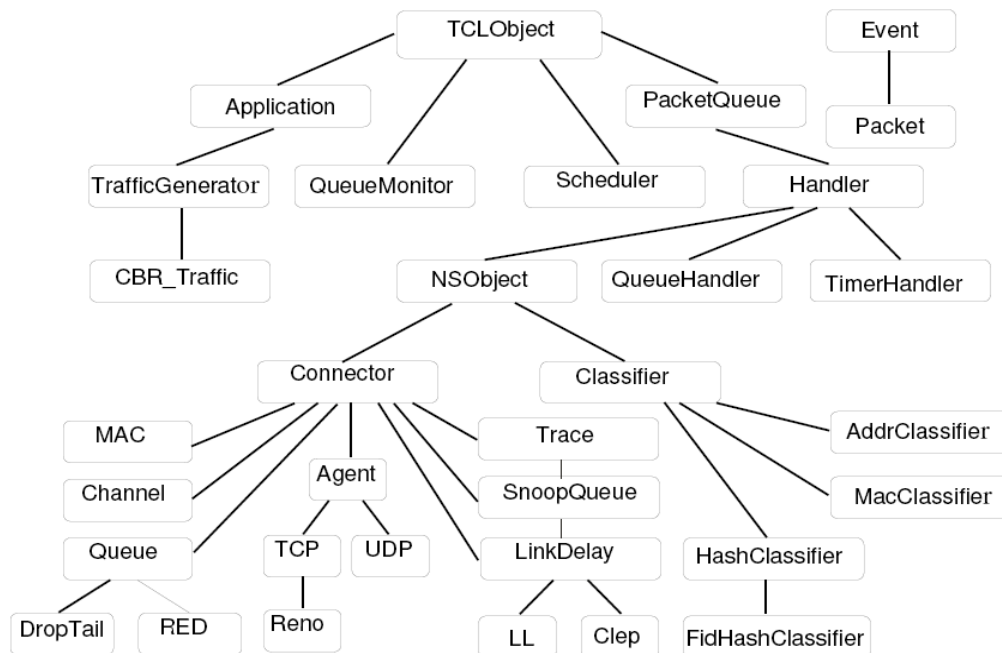 TCLObject
Event
Application
PacketQueue
Packet
TrafficGenerator
QueueMonitor
Scheduler
Handler
CBR_Traffic
NSObject
QueueHandler
TimerHandler
Connector
Classifier
MAC
Trace
AddrClassifier
Agent
Channel
SnoopQueue
MacClassifier
Queue
TCP
UDP
LinkDelay
HashClassifier
DropTail
RED
Reno
LL
Clep
FidHashClassifier